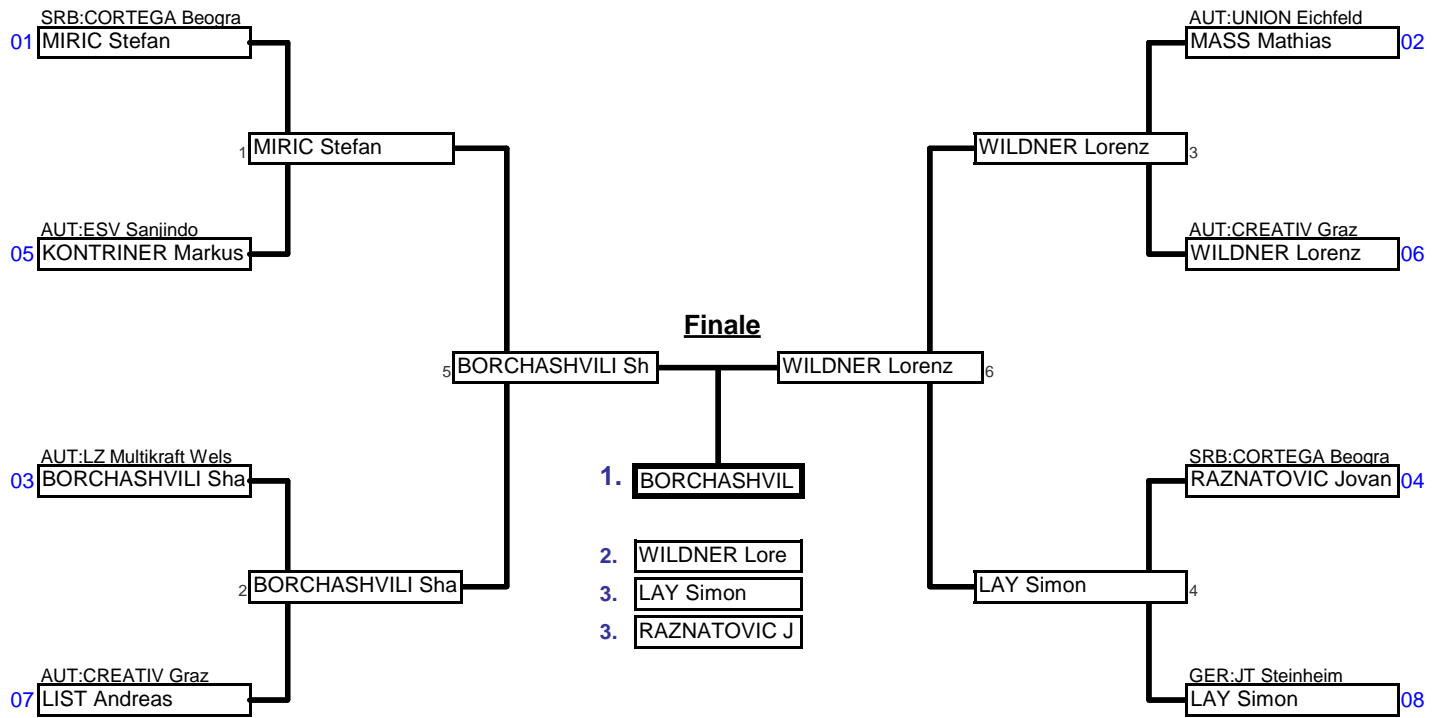 SRB:CORTEGA Beogra
01 MIRIC Stefan
1 MIRIC Stefan
AUT:ESV Sanjindo
05 KONTRINER Markus
5 BORCHASHVILI Sh
AUT:LZ Multikraft Wels
03 BORCHASHVILI Sha
2 BORCHASHVILI Sha
AUT:CREATIV Graz
07 LIST Andreas
Finale
1. BORCHASHVIL
2. WILDNER Lore
3. LAY Simon
3. RAZNATOVIC J
AUT:UNION Eichfeld
MASS Mathias 02
WILDNER Lorenz 3
AUT:CREATIV Graz
WILDNER Lorenz 06
WILDNER Lorenz 6
SRB:CORTEGA Beogra
RAZNATOVIC Jovan 04
LAY Simon 4
GER:JT Steinheim
LAY Simon 08